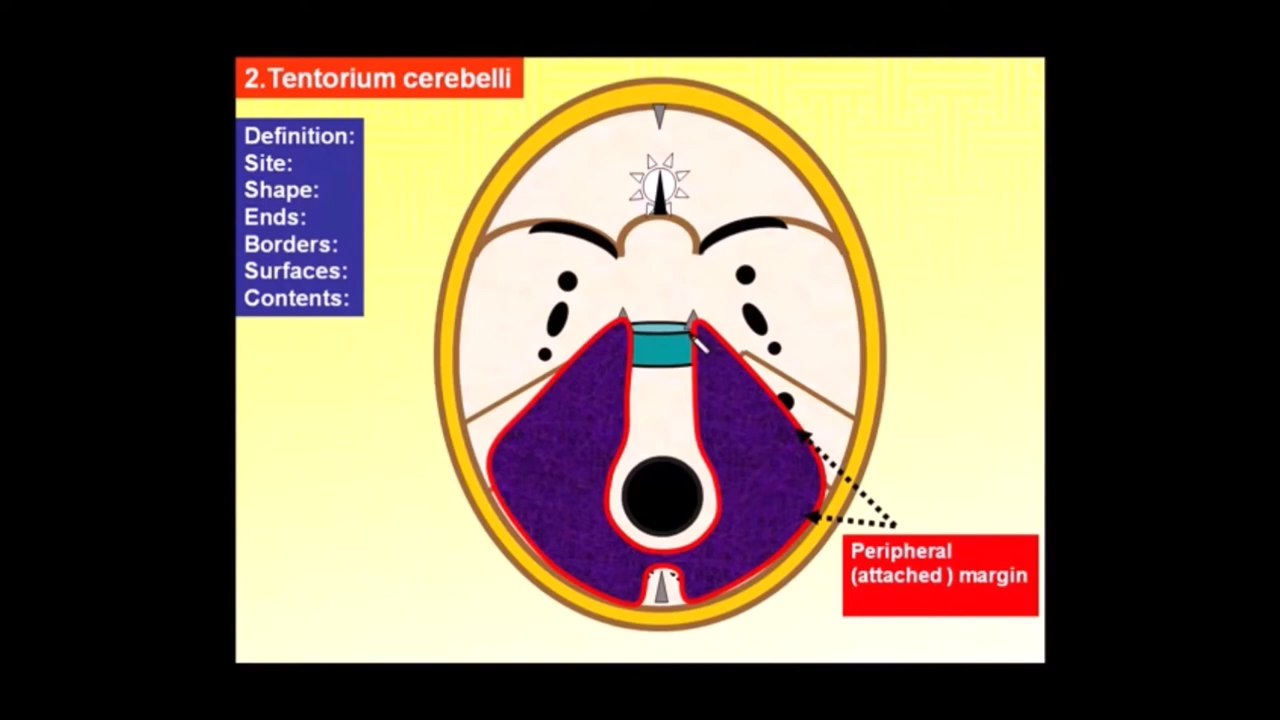 2.Tentorium cerebelli
Definition:
Site:
Shape:
Ends:
Borders:
Surfaces:
Contents:
Peripheral
(attached ) margin